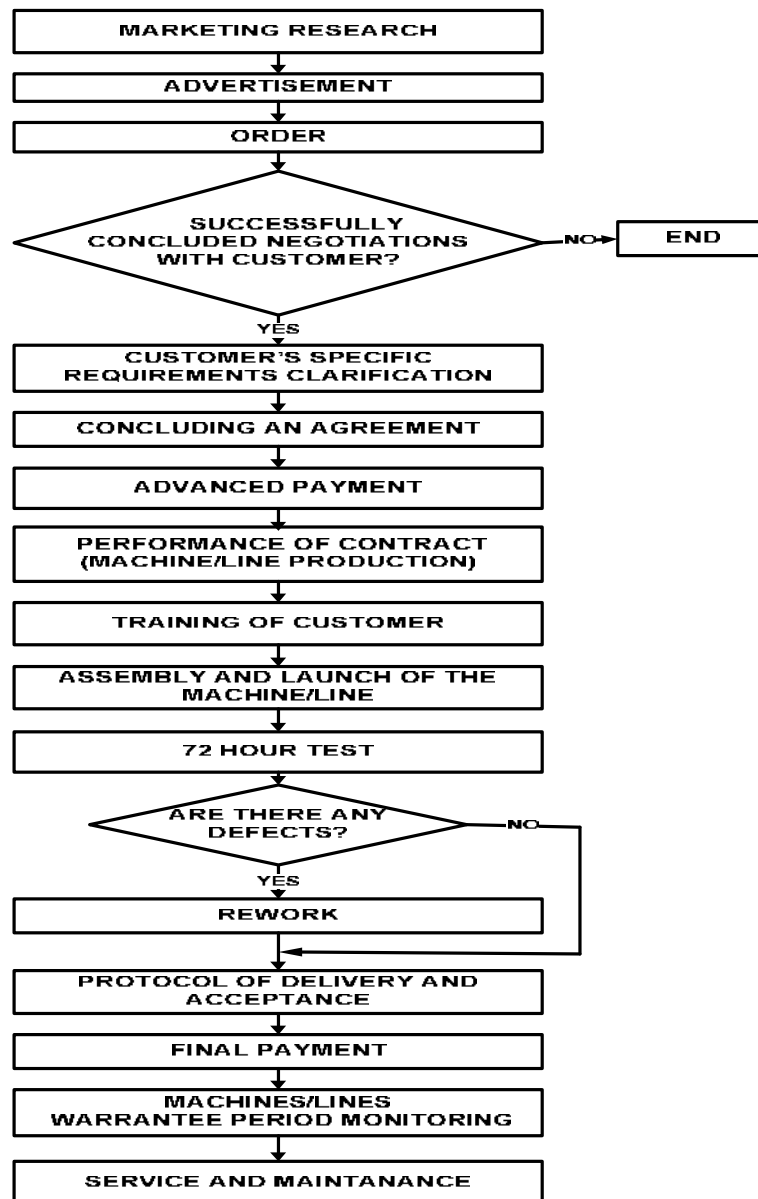 MARKETING RESEARCH
ADVERTISEMENT
ORDER
SUCCESSFULLY
CONCLUDED NEGOTIATIONS
WITH CUSTOMER?
NO
END
YES
CUSTOMER'S SPECIFIC
REQUIREMENTS CLARIFICATION
CONCLUDING AN AGREEMENT
ADVANCED PAYMENT
PERFORMANCE OF CONTRACT
(MACHINE/LINE PRODUCTION)
TRAINING OF CUSTOMER
ASSEMBLY AND LAUNCH OF THE
MACHINE/LINE
72 HOUR TEST
ARE THERE ANY
DEFECTS?
NO
YES
REWORK
PROTOCOL OF DELIVERY AND
ACCEPTANCE
FINAL PAYMENT
MACHINES/LINES
WARRANTEE PERIOD MONITORING
SERVICE AND MAINTANANCE